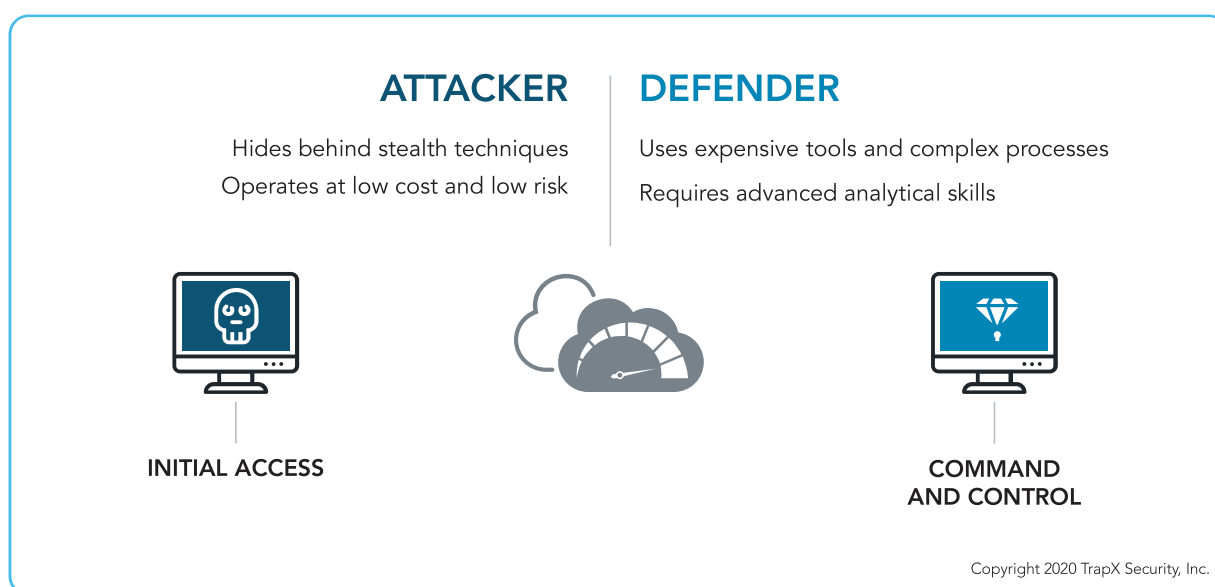 ATTACKER
Hides behind stealth techniques
Operates at low cost and low risk
DEFENDER
Uses expensive tools and complex processes
Requires advanced analytical skills
INITIAL ACCESS
COMMAND
AND CONTROL
Copyright 2020 TrapX Security, Inc.